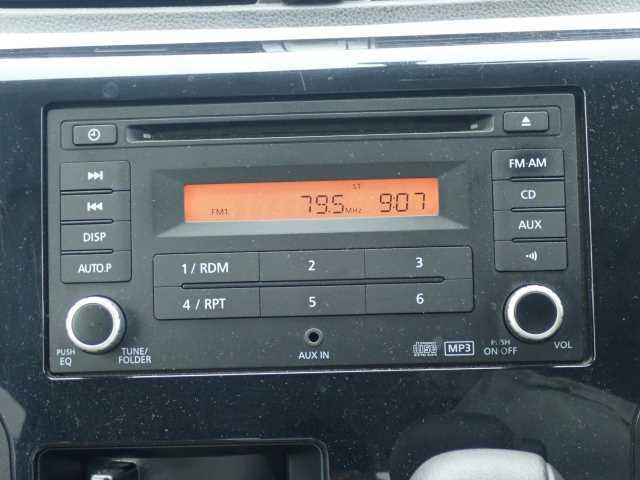 FM·AM
ST
FM1 79.5 MHz 9:07
CD
DISP
AUX
AUTO.P
1 / RDM 2 3
4 / RPT 5 6
PUSH EQ
TUNE/FOLDER
AUX IN
MP3
PUSH ON·OFF
VOL